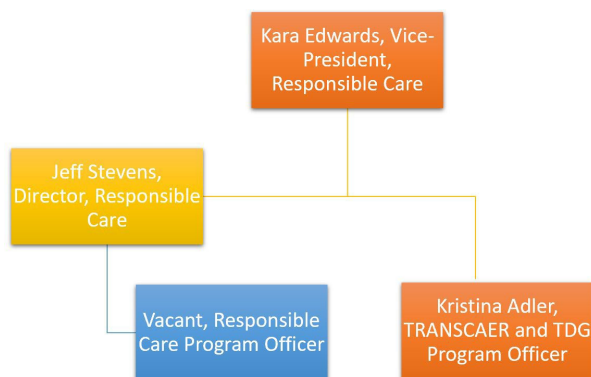 Kara Edwards, Vice-
President,
Responsible Care
Jeff Stevens,
Director, Responsible
Care
Vacant, Responsible
Care Program Officer
Kristina Adler,
TRANSCAER and TDG
Program Officer